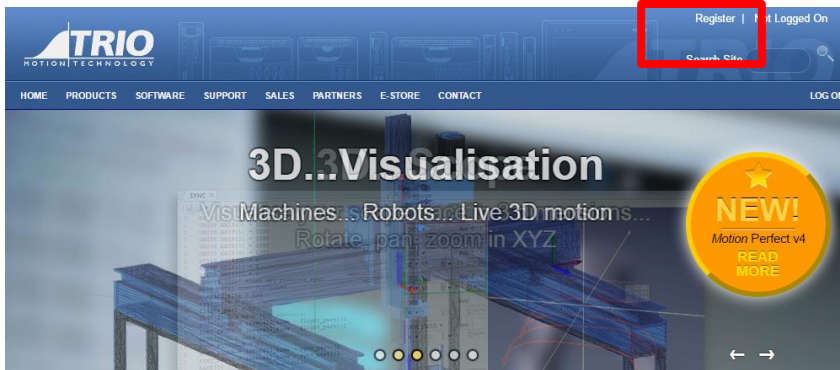 Register | Not Logged On
TRIO
MOTION TECHNOLOGY
Search Site
HOME PRODUCTS SOFTWARE SUPPORT SALES PARTNERS E-STORE CONTACT LOG ON
3D...Visualisation
Machines... Robots... Live 3D motion
Rotate, pan, zoom in XYZ
NEW!
Motion Perfect v4
READ
MORE